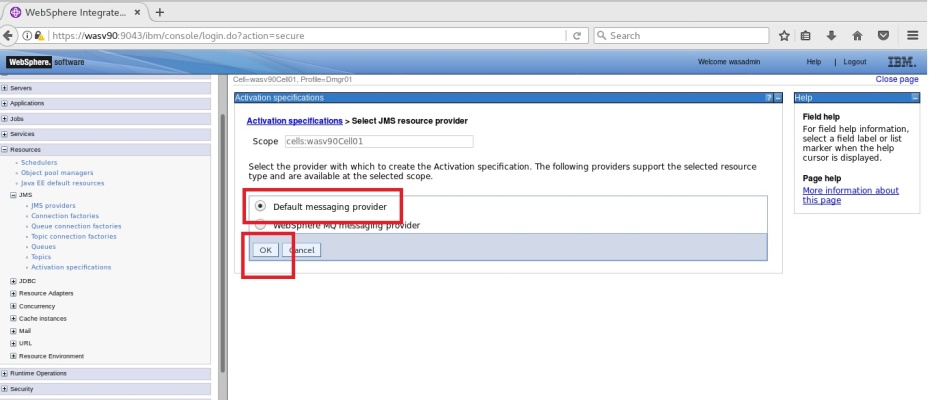 WebSphere Integrate... ×
https://wasv90:9043/ibm/console/login.do?action=secure
Search
WebSphere. software
Welcome wasadmin
Help | Logout
IBM.
Cell=wasv90Cell01, Profile=Dmgr01
Close page
Servers
Applications
Jobs
Services
Resources
Schedulers
Object pool managers
Java EE default resources
JMS
JMS providers
Connection factories
Queue connection factories
Topic connection factories
Queues
Topics
Activation specifications
JDBC
Resource Adapters
Concurrency
Cache instances
Mail
URL
Resource Environment
Runtime Operations
Security
Activation specifications
Activation specifications > Select JMS resource provider
Scope cells:wasv90Cell01
Select the provider with which to create the Activation specification. The following providers support the selected resource
type and are available at the selected scope.
Default messaging provider
WebSphere MQ messaging provider
OK Cancel
Help
Field help
For field help information,
select a field label or list
marker when the help
cursor is displayed.
Page help
More information about
this page